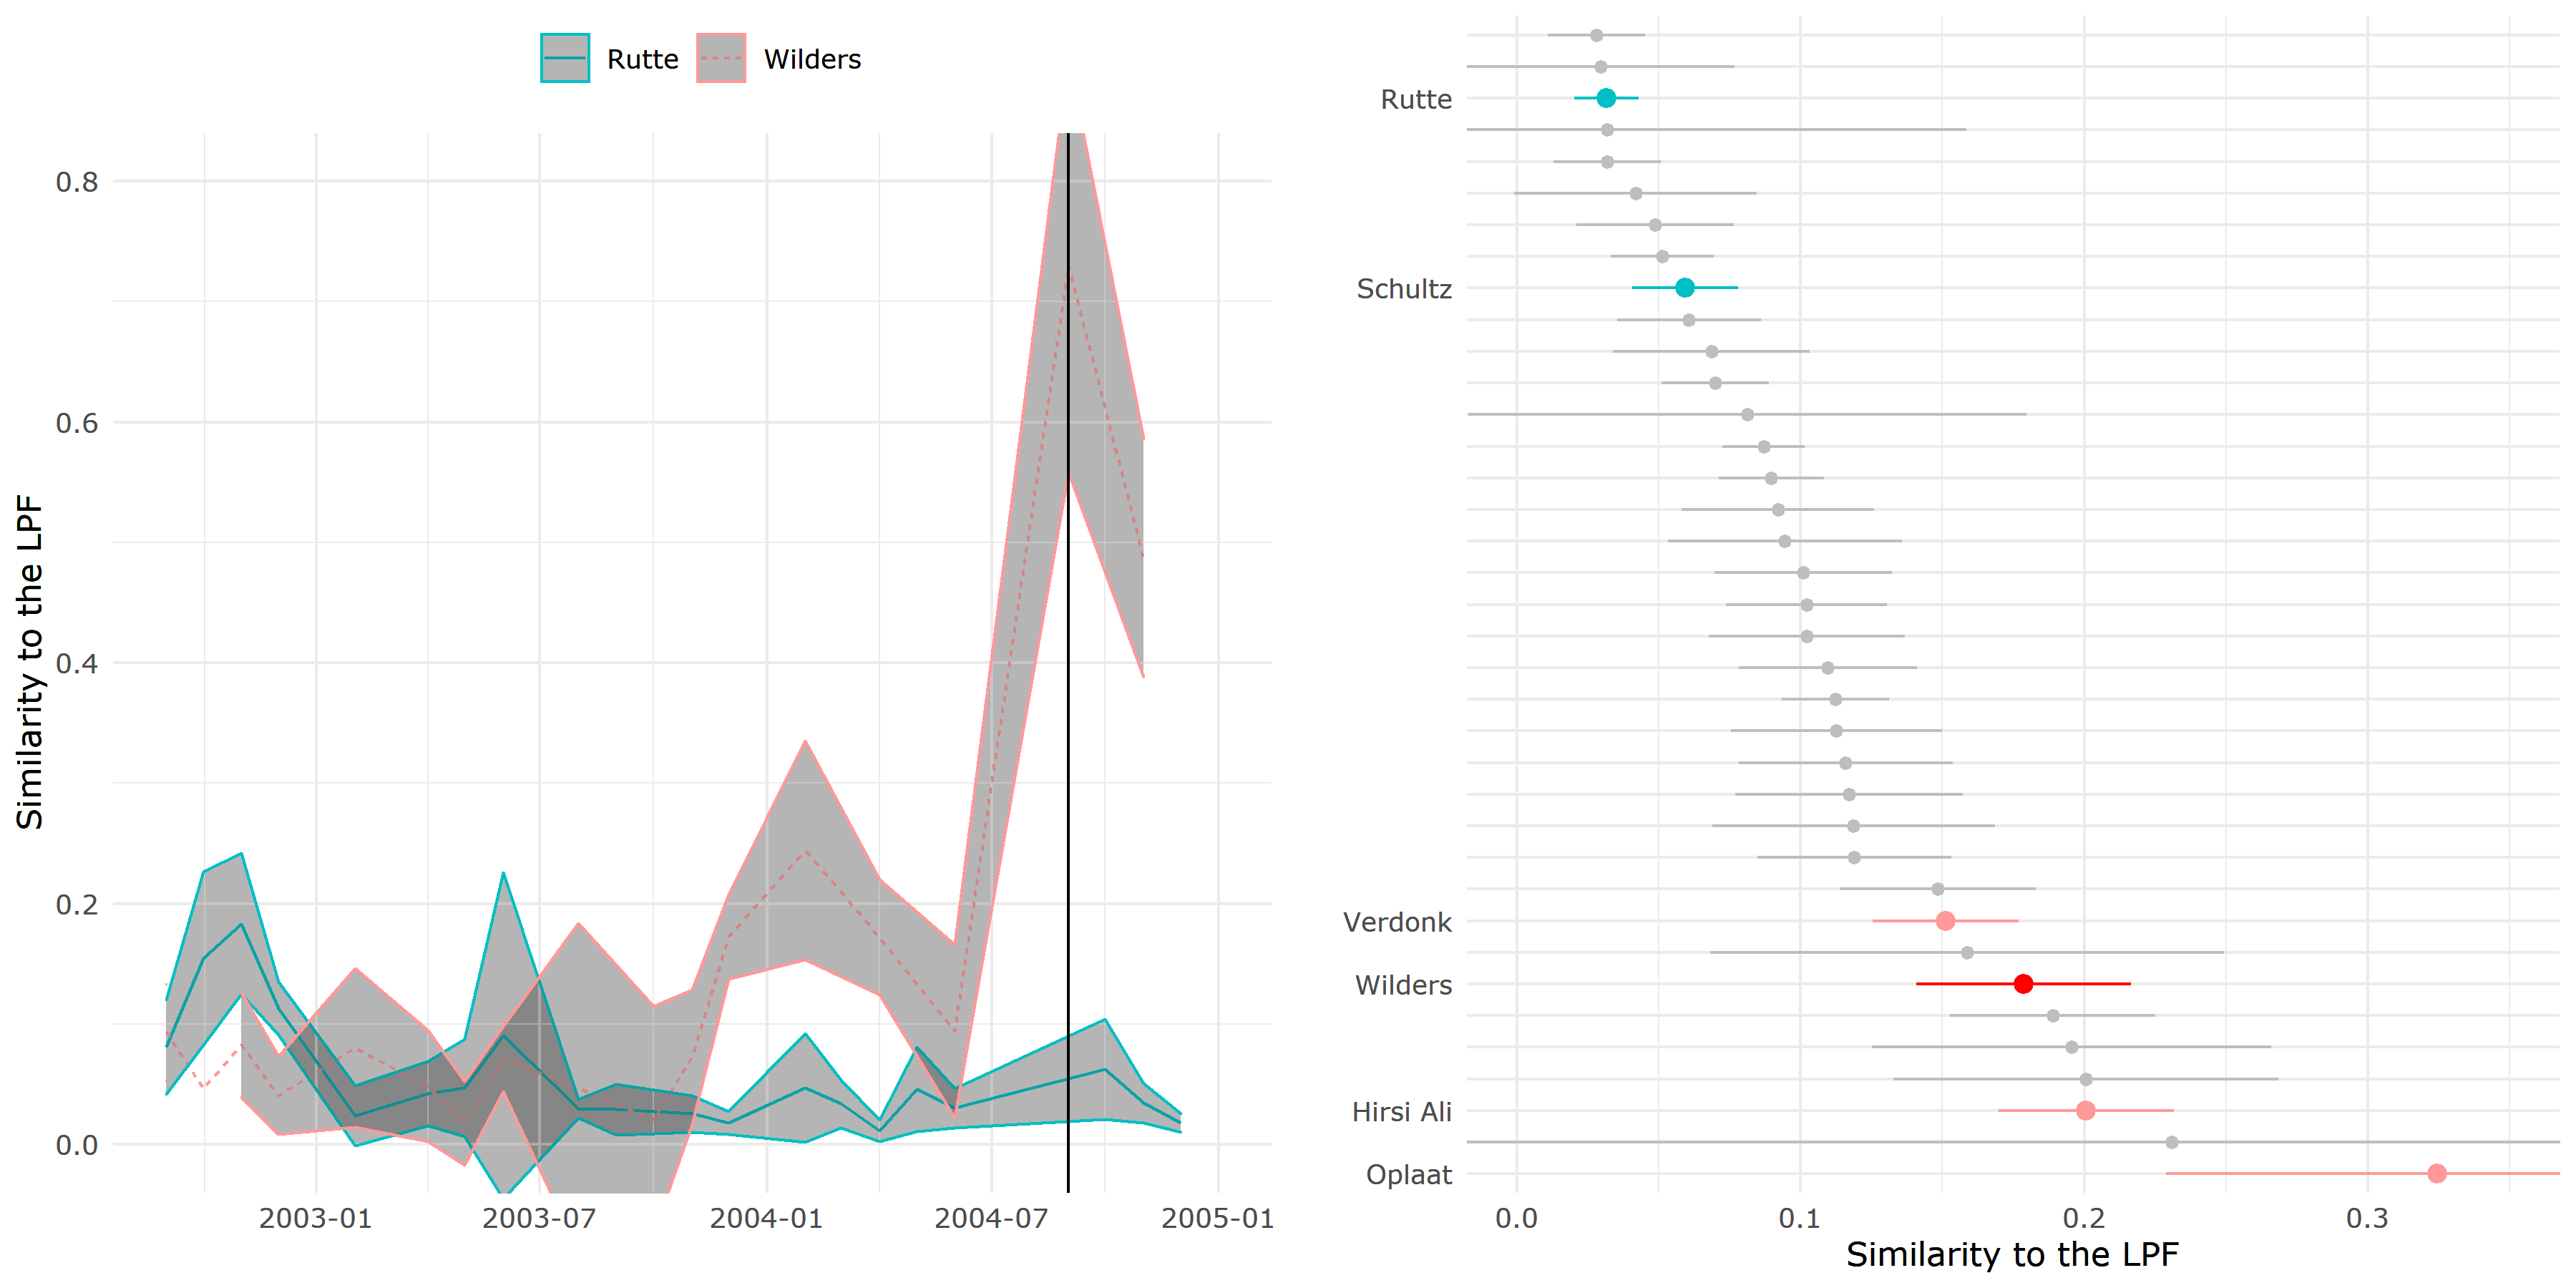 Rutte
Wilders
Similarity to the LPF
0.8
0.6
0.4
0.2
0.0
2003-01
2003-07
2004-01
2004-07
2005-01
Rutte
Schultz
Verdonk
Wilders
Hirsi Ali
Oplaat
0.0
0.1
0.2
0.3
Similarity to the LPF